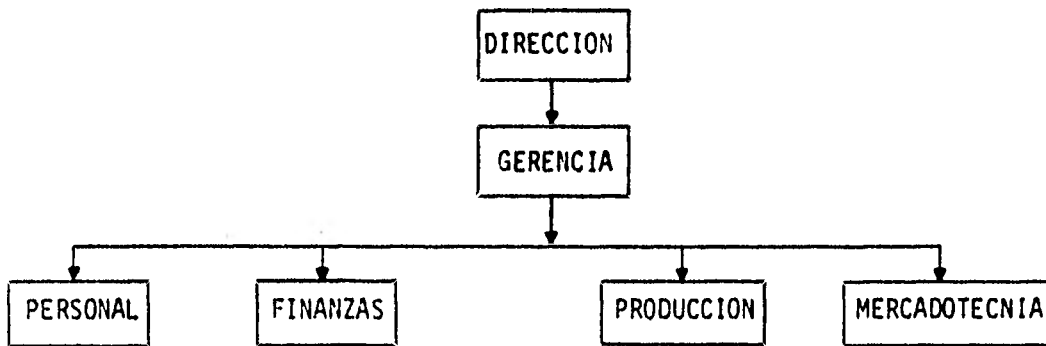 DIRECCION
GERENCIA
PERSONAL
FINANZAS
PRODUCCION
MERCADOTECNIA